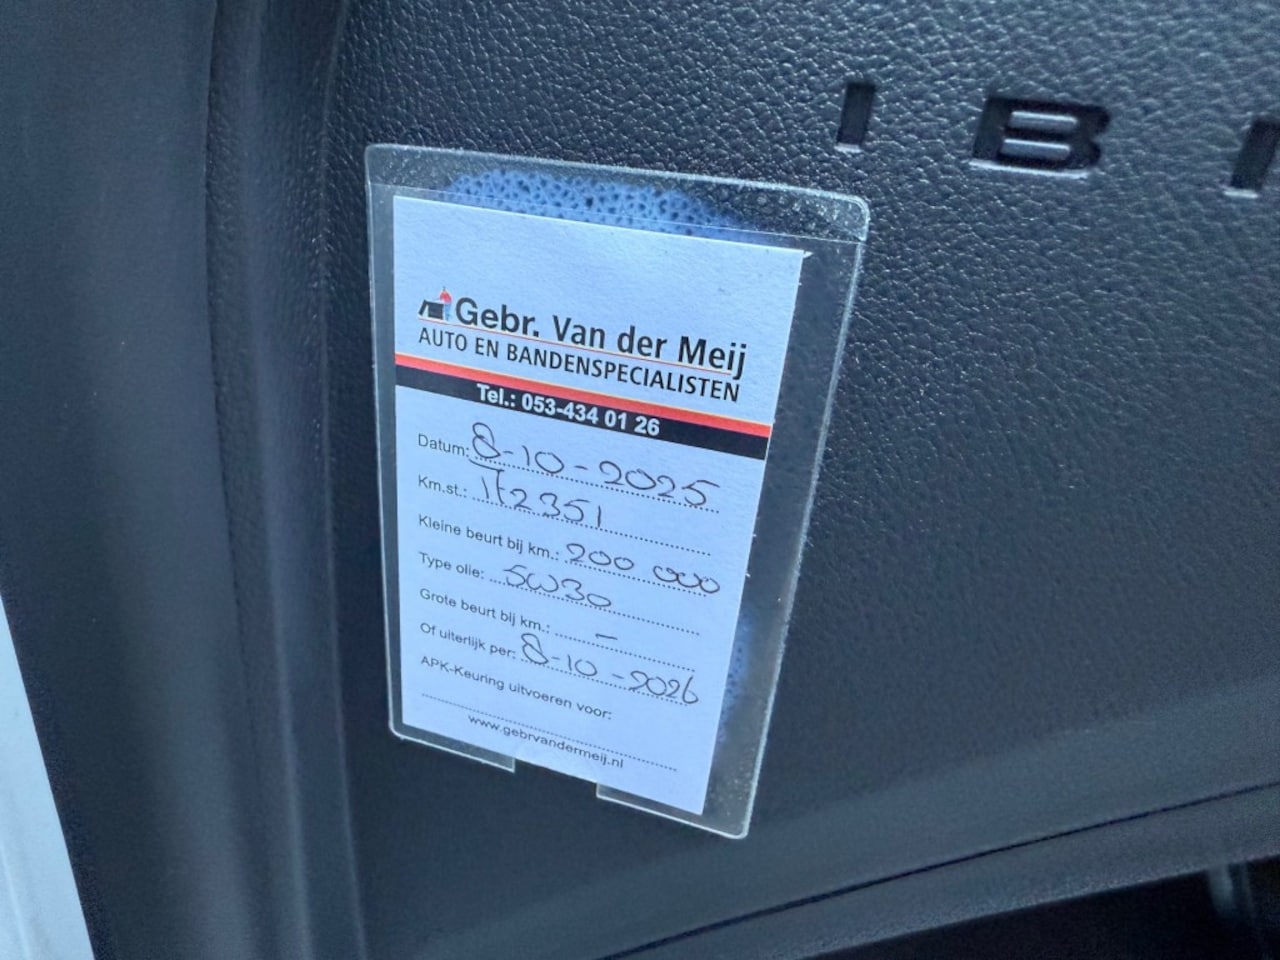 IBI
Gebr. Van der Meij
AUTO EN BANDENSPECIALISTEN
Tel.: 053-434 01 26
Datum: 8-10-2025
Km.st.: 172351
Kleine beurt bij km.: 200 000
Type olie: 5W30
Grote beurt bij km.: -
Of uiterlijk per: 8-10-2026
APK-Keuring uitvoeren voor:
www.gebrvandermeij.nl